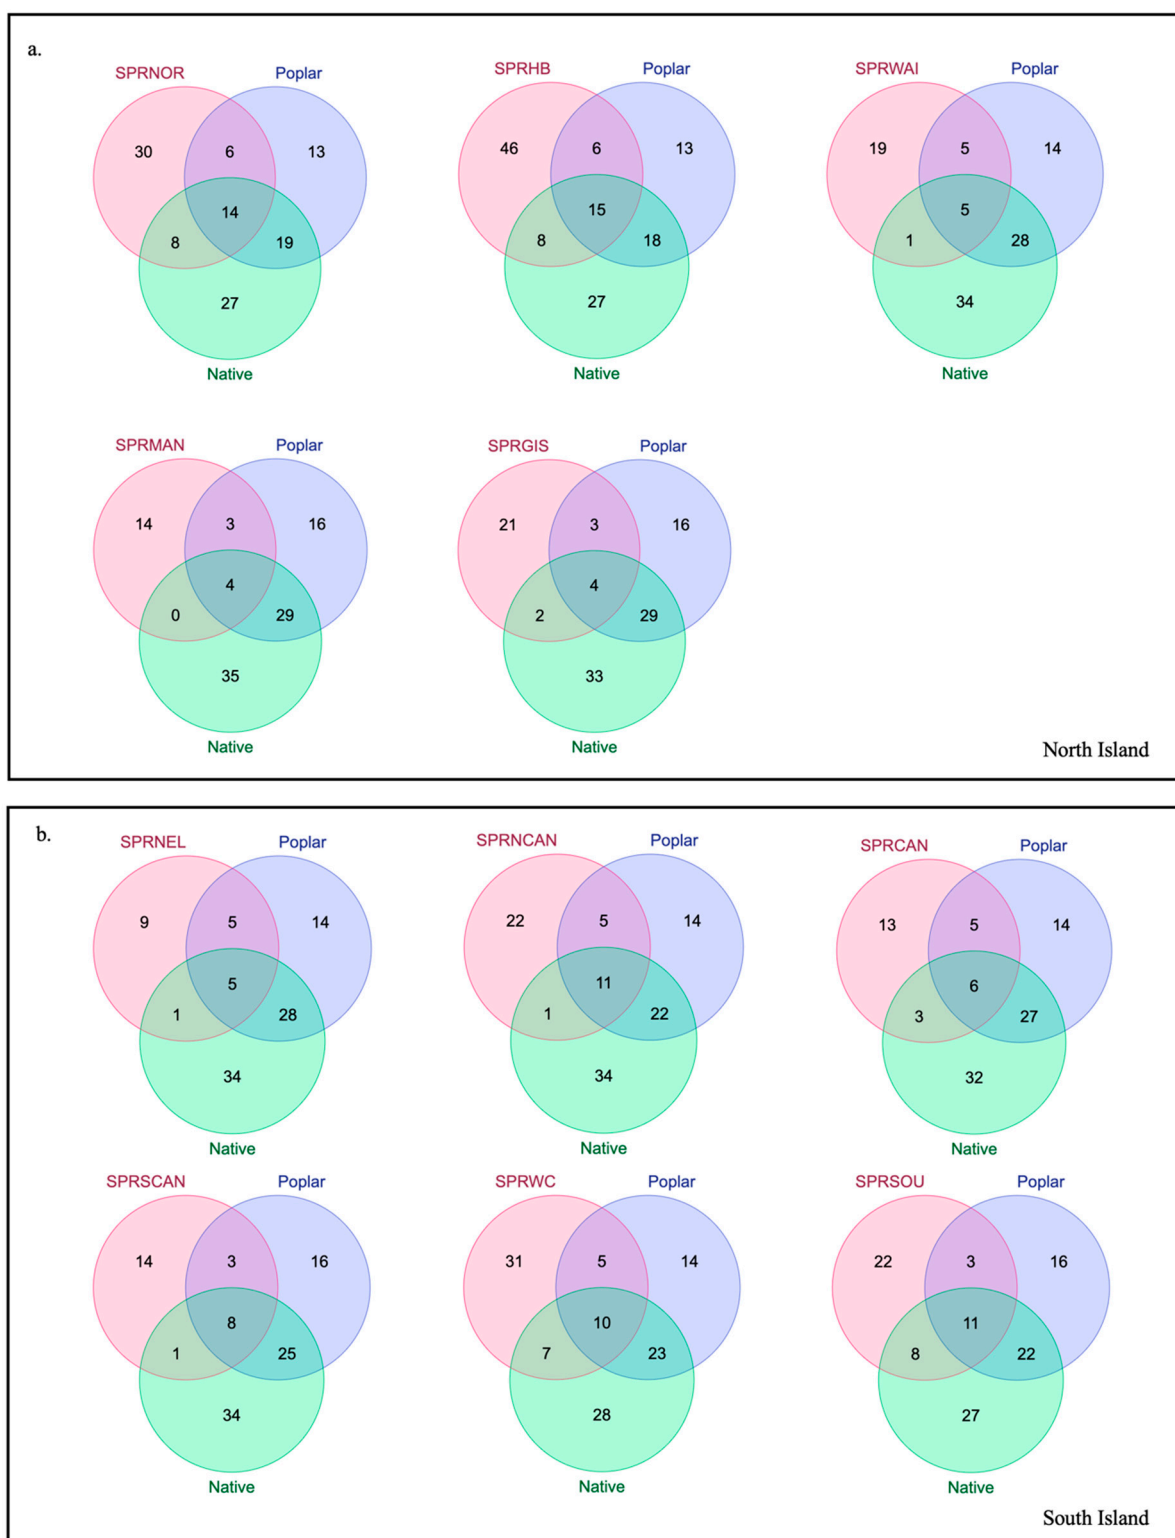 a.
SPRNOR Poplar SPRHB Poplar SPRWAI Poplar
30 6 13 46 6 13 19 5 14
14 15 5
8 19 8 18 1 28
27 27 34
Native Native Native
SPRMAN Poplar SPRGIS Poplar
14 3 16 21 3 16
4 4
0 29 2 29
35 33
Native Native
North Island
b.
SPRNEL Poplar SPRNCAN Poplar SPRCAN Poplar
9 5 14 22 5 14 13 5 14
5 11 6
1 28 1 22 3 27
34 34 32
Native Native Native
SPRSCAN Poplar SPRWC Poplar SPRSOU Poplar
14 3 16 31 5 14 22 3 16
8 10 11
1 25 7 23 8 22
34 28 27
Native Native Native
South Island